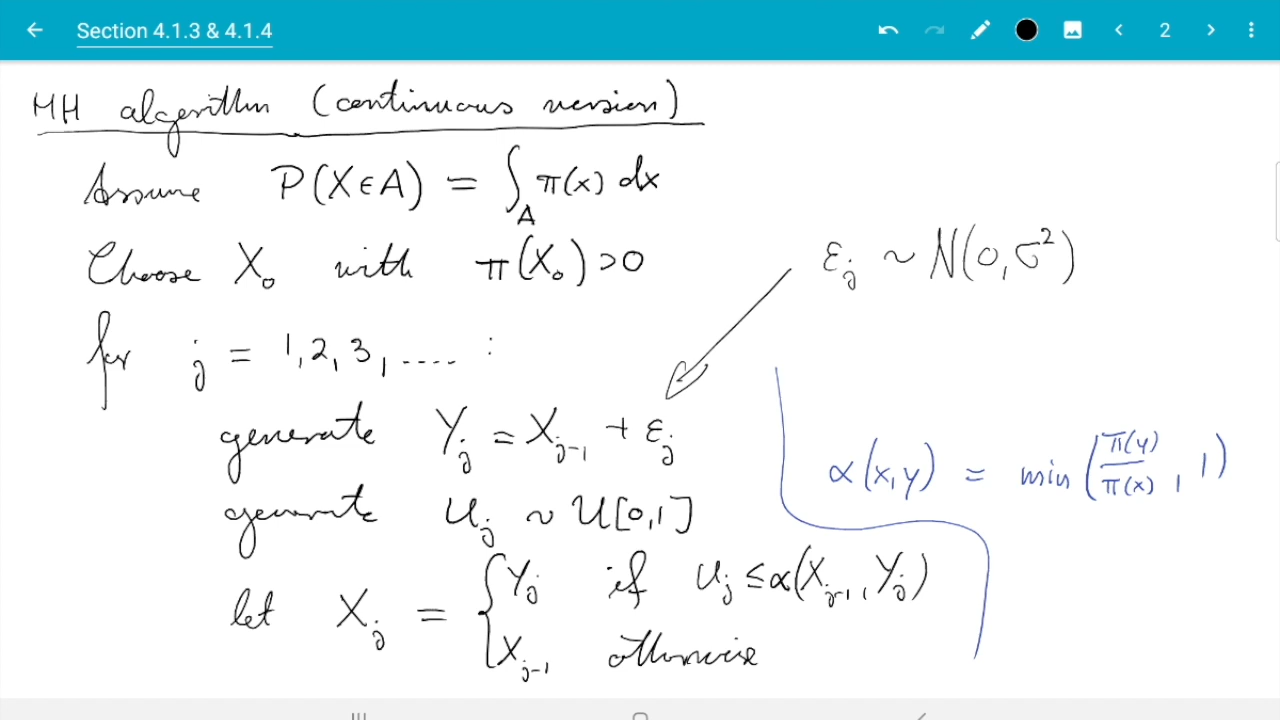 Section 4.1.3 & 4.1.4
2
MH algorithm (continuous version)
Assume P(X∈A) = ∫_A π(x) dx
Choose X_0 with π(X_0) > 0
ε_j ~ N(0, σ²)
for j = 1, 2, 3, .... :
generate Y_j = X_{j-1} + ε_j
α(x,y) = min(π(y)/π(x), 1)
generate U_j ~ U[0,1]
let X_j = { Y_j if U_j ≤ α(X_{j-1}, Y_j)
X_{j-1} otherwise